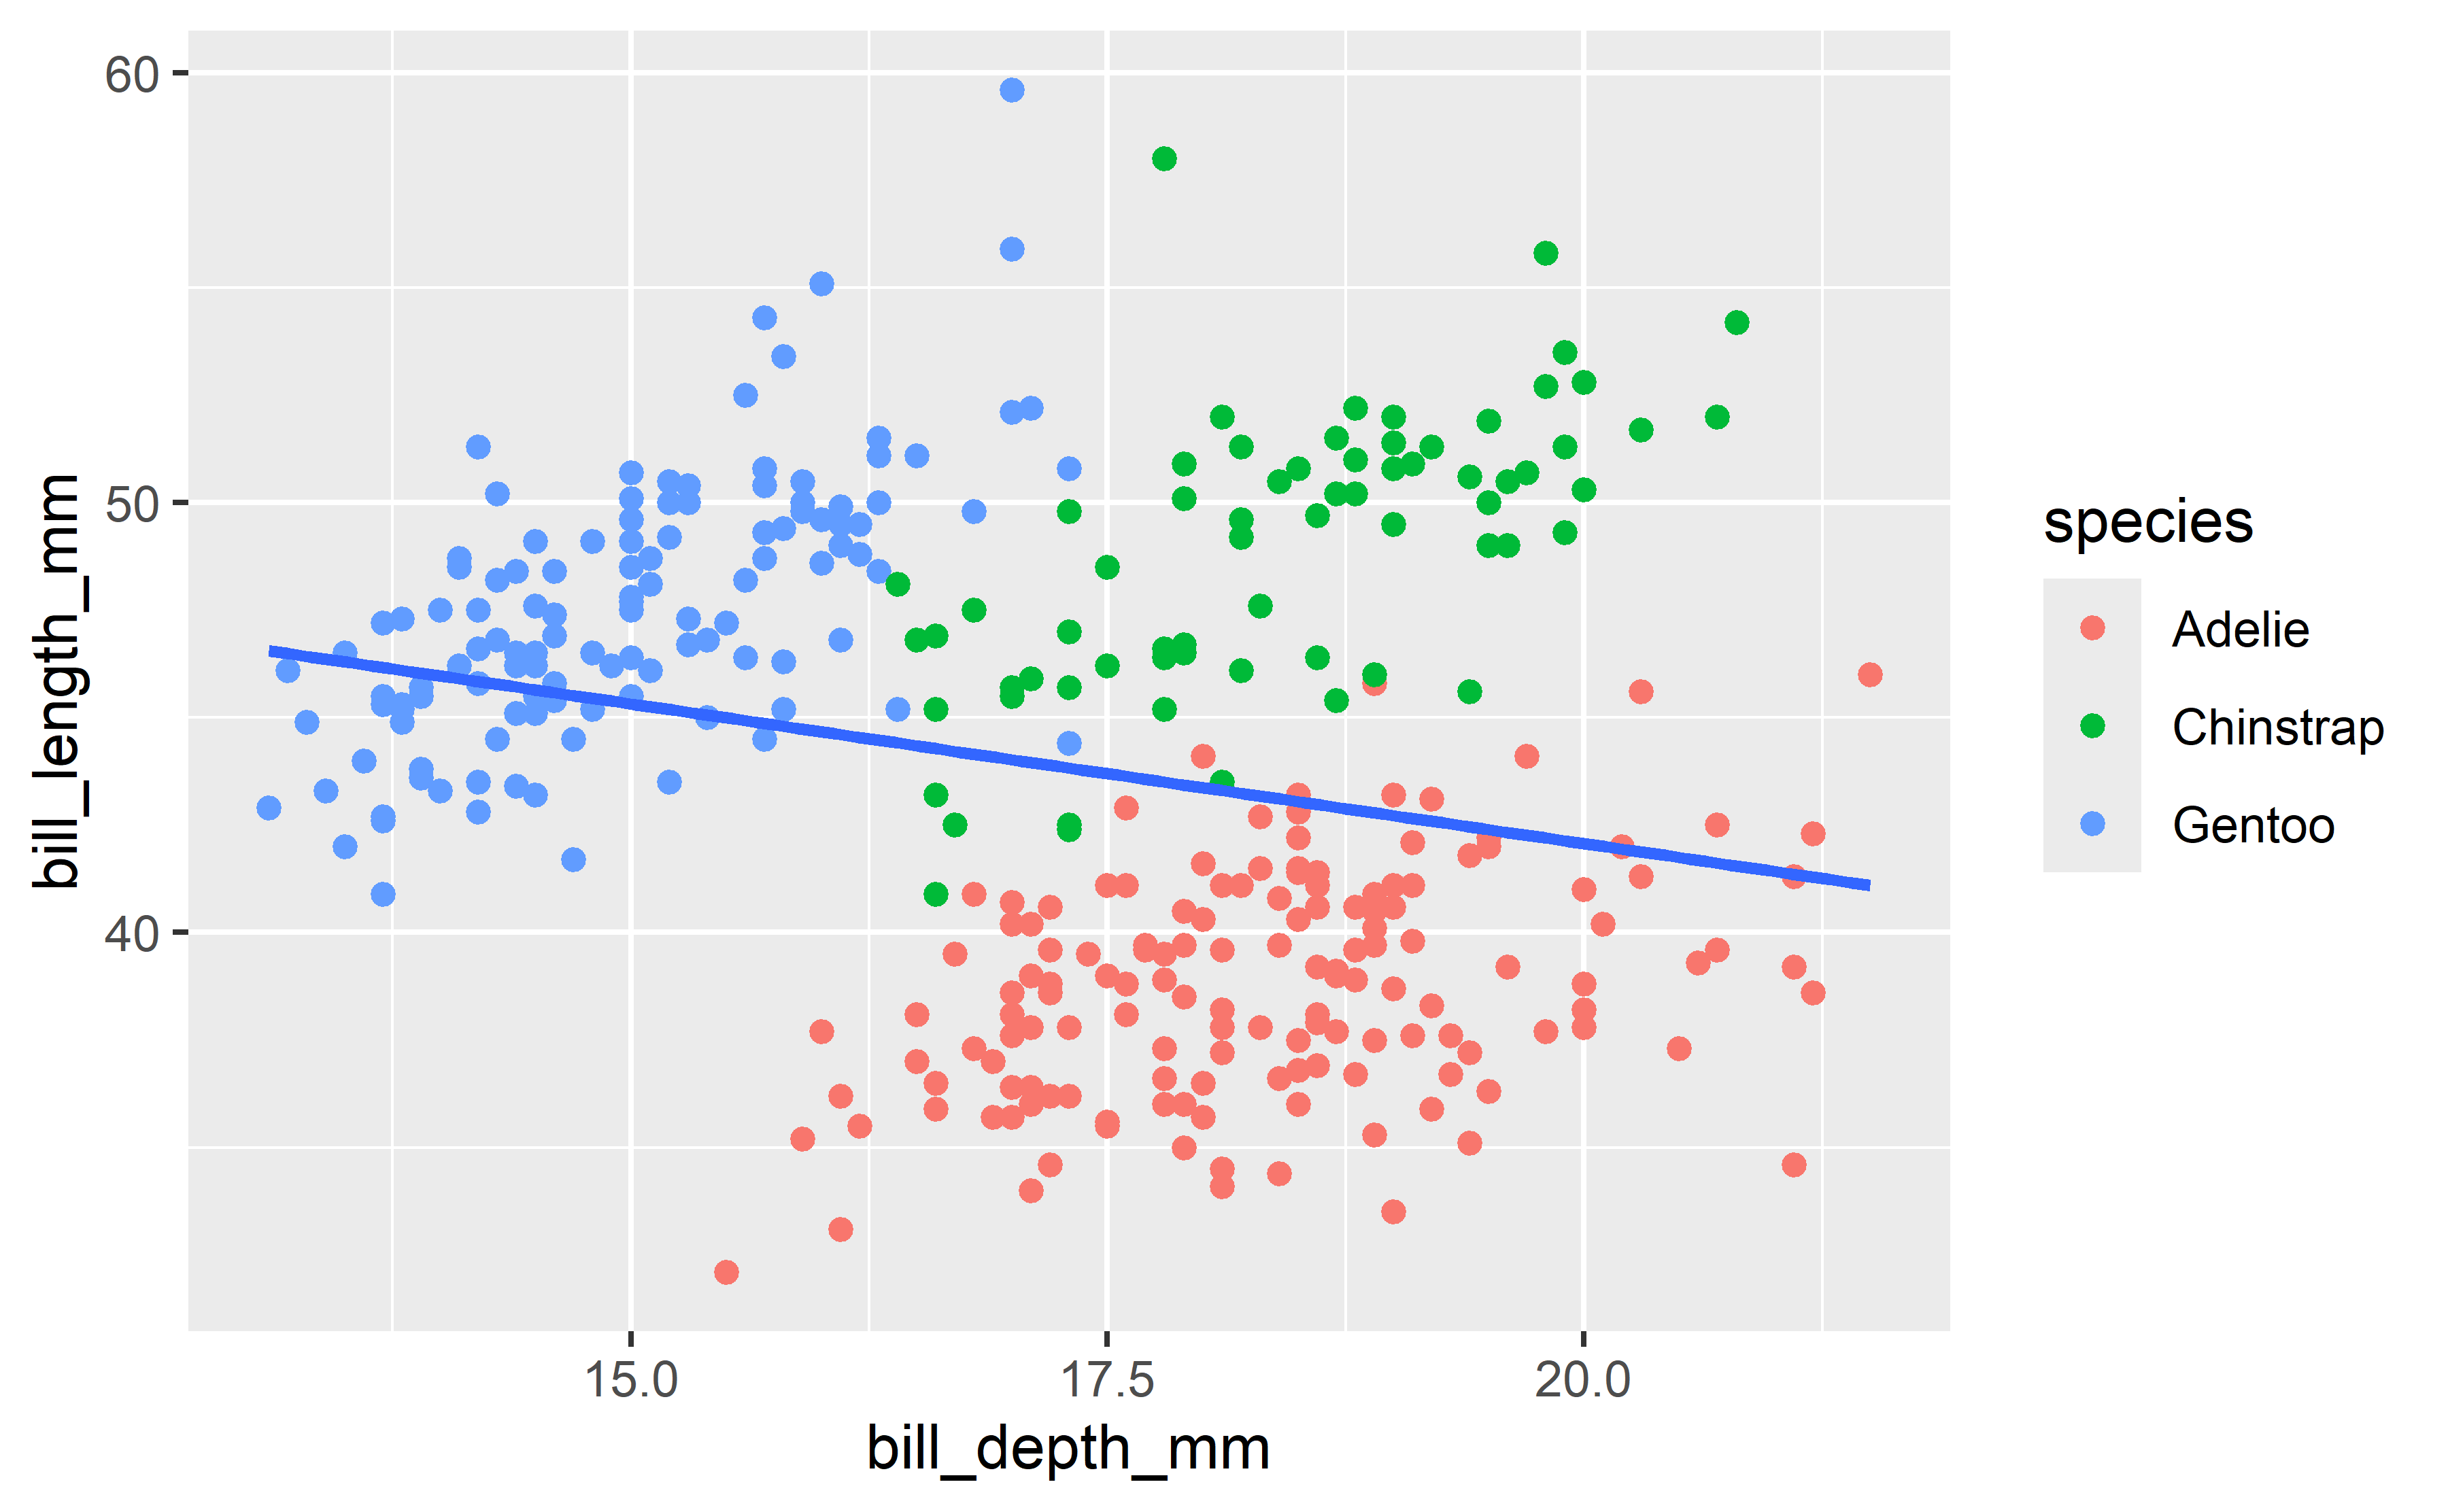 60
50
40
bill_length_mm
15.0 17.5 20.0
bill_depth_mm
species
Adelie
Chinstrap
Gentoo